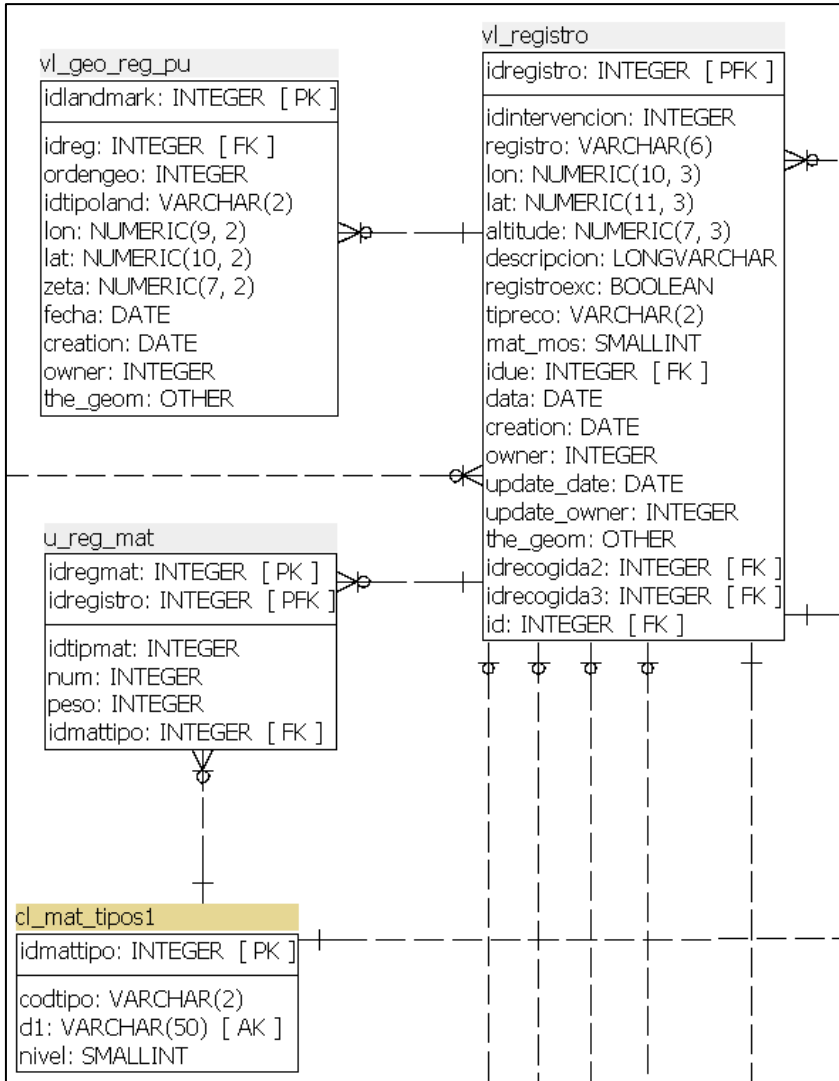 vl_geo_reg_pu
idlandmark: INTEGER [ PK ]
idreg: INTEGER [ FK ]
ordengeo: INTEGER
idtipoland: VARCHAR(2)
lon: NUMERIC(9, 2)
lat: NUMERIC(10, 2)
zeta: NUMERIC(7, 2)
fecha: DATE
creation: DATE
owner: INTEGER
the_geom: OTHER
vl_registro
idregistro: INTEGER [ PFK ]
idintervencion: INTEGER
registro: VARCHAR(6)
lon: NUMERIC(10, 3)
lat: NUMERIC(11, 3)
altitude: NUMERIC(7, 3)
descripcion: LONGVARCHAR
registroexc: BOOLEAN
tipreco: VARCHAR(2)
mat_mos: SMALLINT
idue: INTEGER [ FK ]
data: DATE
creation: DATE
owner: INTEGER
update_date: DATE
update_owner: INTEGER
the_geom: OTHER
idrecogida2: INTEGER [ FK ]
idrecogida3: INTEGER [ FK ]
id: INTEGER [ FK ]
u_reg_mat
idregmat: INTEGER [ PK ]
idregistro: INTEGER [ PFK ]
idtipmat: INTEGER
num: INTEGER
peso: INTEGER
idmattipo: INTEGER [ FK ]
cl_mat_tipos1
idmattipo: INTEGER [ PK ]
codtipo: VARCHAR(2)
d1: VARCHAR(50) [ AK ]
nivel: SMALLINT